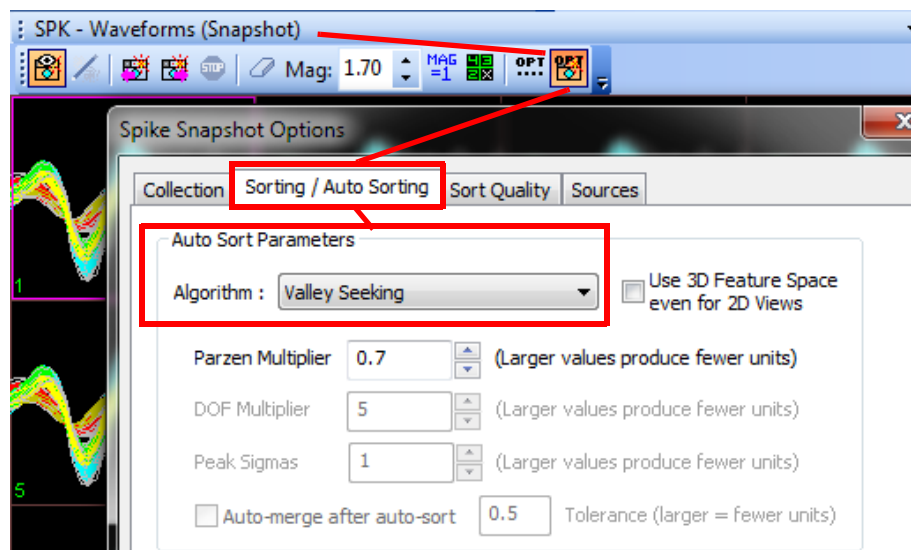 SPK - Waveforms (Snapshot)
STOP Mag: 1.70 MAG =1 OPT OPT
Spike Snapshot Options
Collection Sorting / Auto Sorting Sort Quality Sources
Auto Sort Parameters
Algorithm : Valley Seeking
Use 3D Feature Space
even for 2D Views
1
Parzen Multiplier 0.7 (Larger values produce fewer units)
DOF Multiplier 5 (Larger values produce fewer units)
Peak Sigmas 1 (Larger values produce fewer units)
5
Auto-merge after auto-sort 0.5 Tolerance (larger = fewer units)